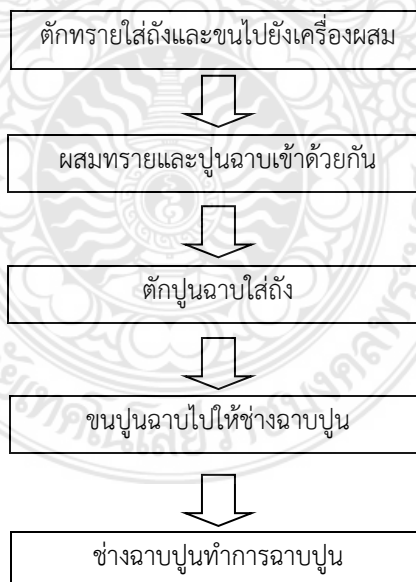 ตักทรายใส่ถังและขนไปยังเครื่องผสม
ผสมทรายและปูนฉาบเข้าด้วยกัน
ตักปูนฉาบใส่ถัง
ขนปูนฉาบไปให้ช่างฉาบปูน
ช่างฉาบปูนทำการฉาบปูน